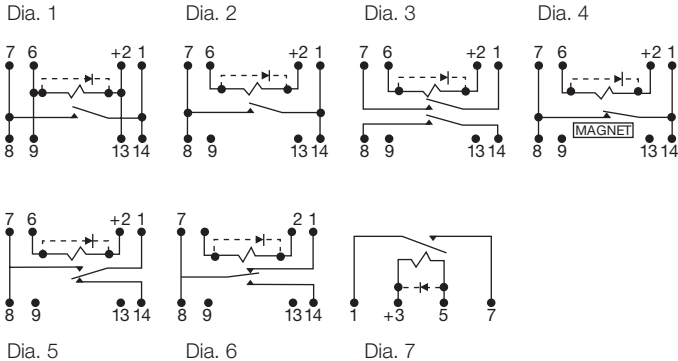 Dia. 1 Dia. 2 Dia. 3 Dia. 4
7 6 +2 1 7 6 +2 1 7 6 +2 1 7 6 +2 1
MAGNET
8 9 13 14 8 9 13 14 8 9 13 14 8 9 13 14
7 6 +2 1 7 6 2 1
8 9 13 14 8 9 13 14 1 +3 5 7
Dia. 5 Dia. 6 Dia. 7